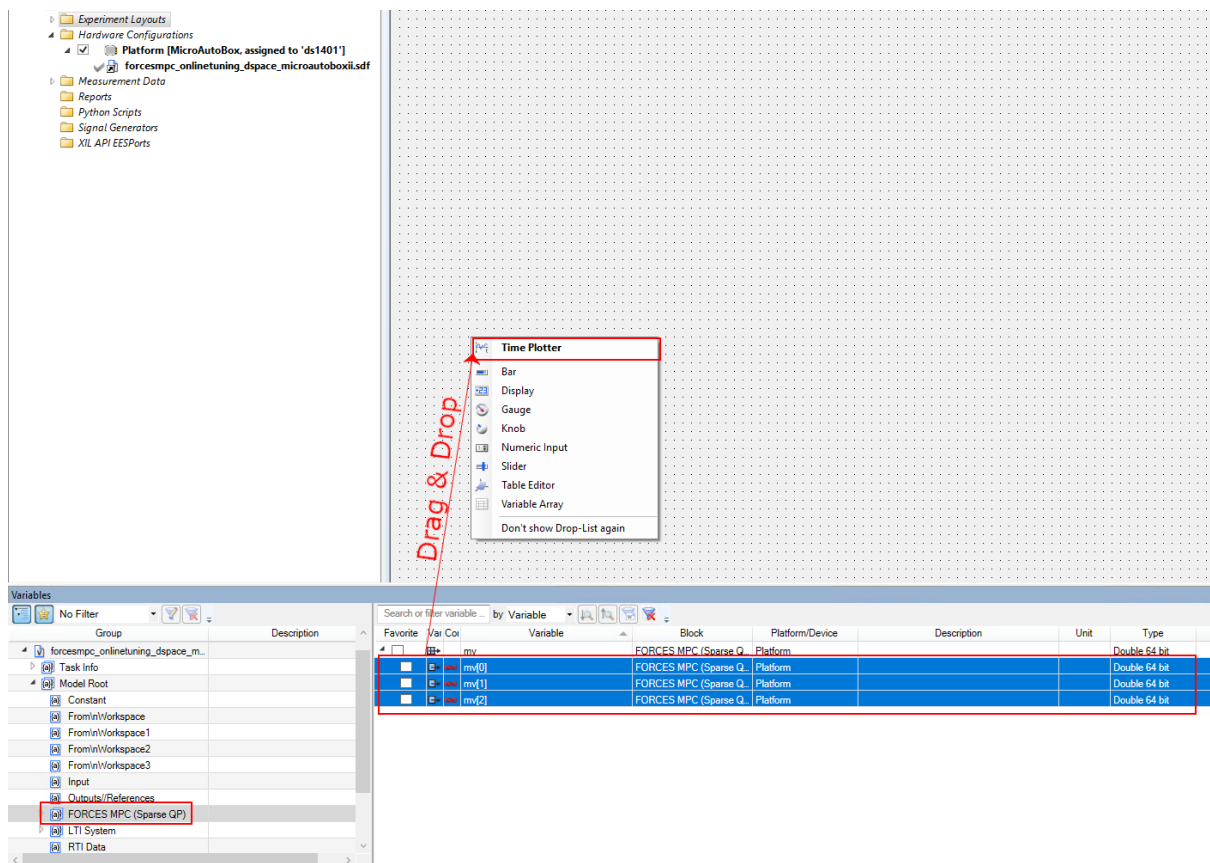 Experiment Layouts
Hardware Configurations
Platform [MicroAutoBox, assigned to 'ds1401']
forcesmpc_onlinetuning_dspace_microautoboxii.sdf
Measurement Data
Reports
Python Scripts
Signal Generators
XIL API EESPorts
Time Plotter
Bar
Display
Gauge
Knob
Numeric Input
Slider
Table Editor
Variable Array
Don't show Drop-List again
Drag & Drop
Variables
No Filter
Group Description
forcesmpc_onlinetuning_dspace_m...
Task Info
Model Root
Constant
From\nWorkspace
From\nWorkspace1
From\nWorkspace2
From\nWorkspace3
Input
Outputs//References
FORCES MPC (Sparse QP)
LTI System
RTI Data
Search or filter variable ... by Variable
Favorite Var Cor Variable Block Platform/Device Description Unit Type
mv FORCES MPC (Sparse Q... Platform Double 64 bit
mv[0] FORCES MPC (Sparse Q... Platform Double 64 bit
mv[1] FORCES MPC (Sparse Q... Platform Double 64 bit
mv[2] FORCES MPC (Sparse Q... Platform Double 64 bit